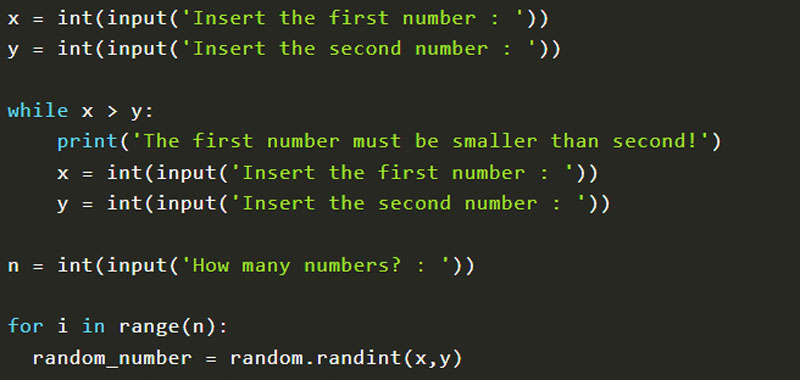 x = int(input('Insert the first number : '))
y = int(input('Insert the second number : '))
while x > y:
    print('The first number must be smaller than second!')
    x = int(input('Insert the first number : '))
    y = int(input('Insert the second number : '))
n = int(input('How many numbers? : '))
for i in range(n):
  random_number = random.randint(x,y)